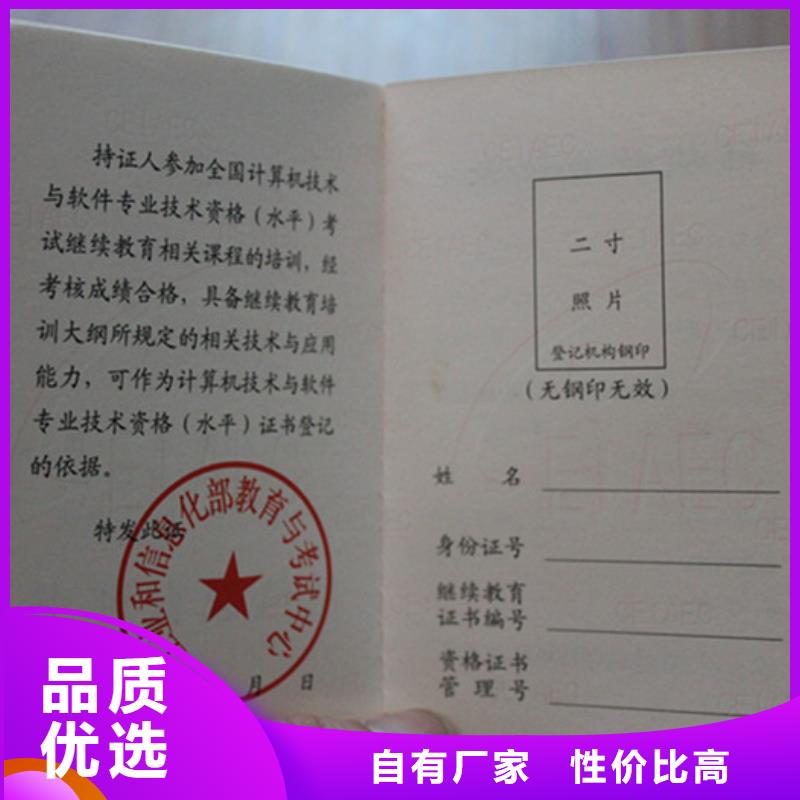 持证人参加全国计算机技术
与软件专业技术资格（水平）考
试继续教育相关课程的培训，经
考核成绩合格，具备继续教育培
训大纲所规定的相关技术与应用
能力，可作为计算机技术与软件
专业技术资格（水平）证书登记
的依据。
特发此证
业和信息化部教育与考试中心
月 日
CEIAEC
二寸
照片
登记机构钢印
（无钢印无效）
姓 名
身份证号
继续教育
证书编号
资格证书
管 理 号
品质
优选
自有厂家 性价比高